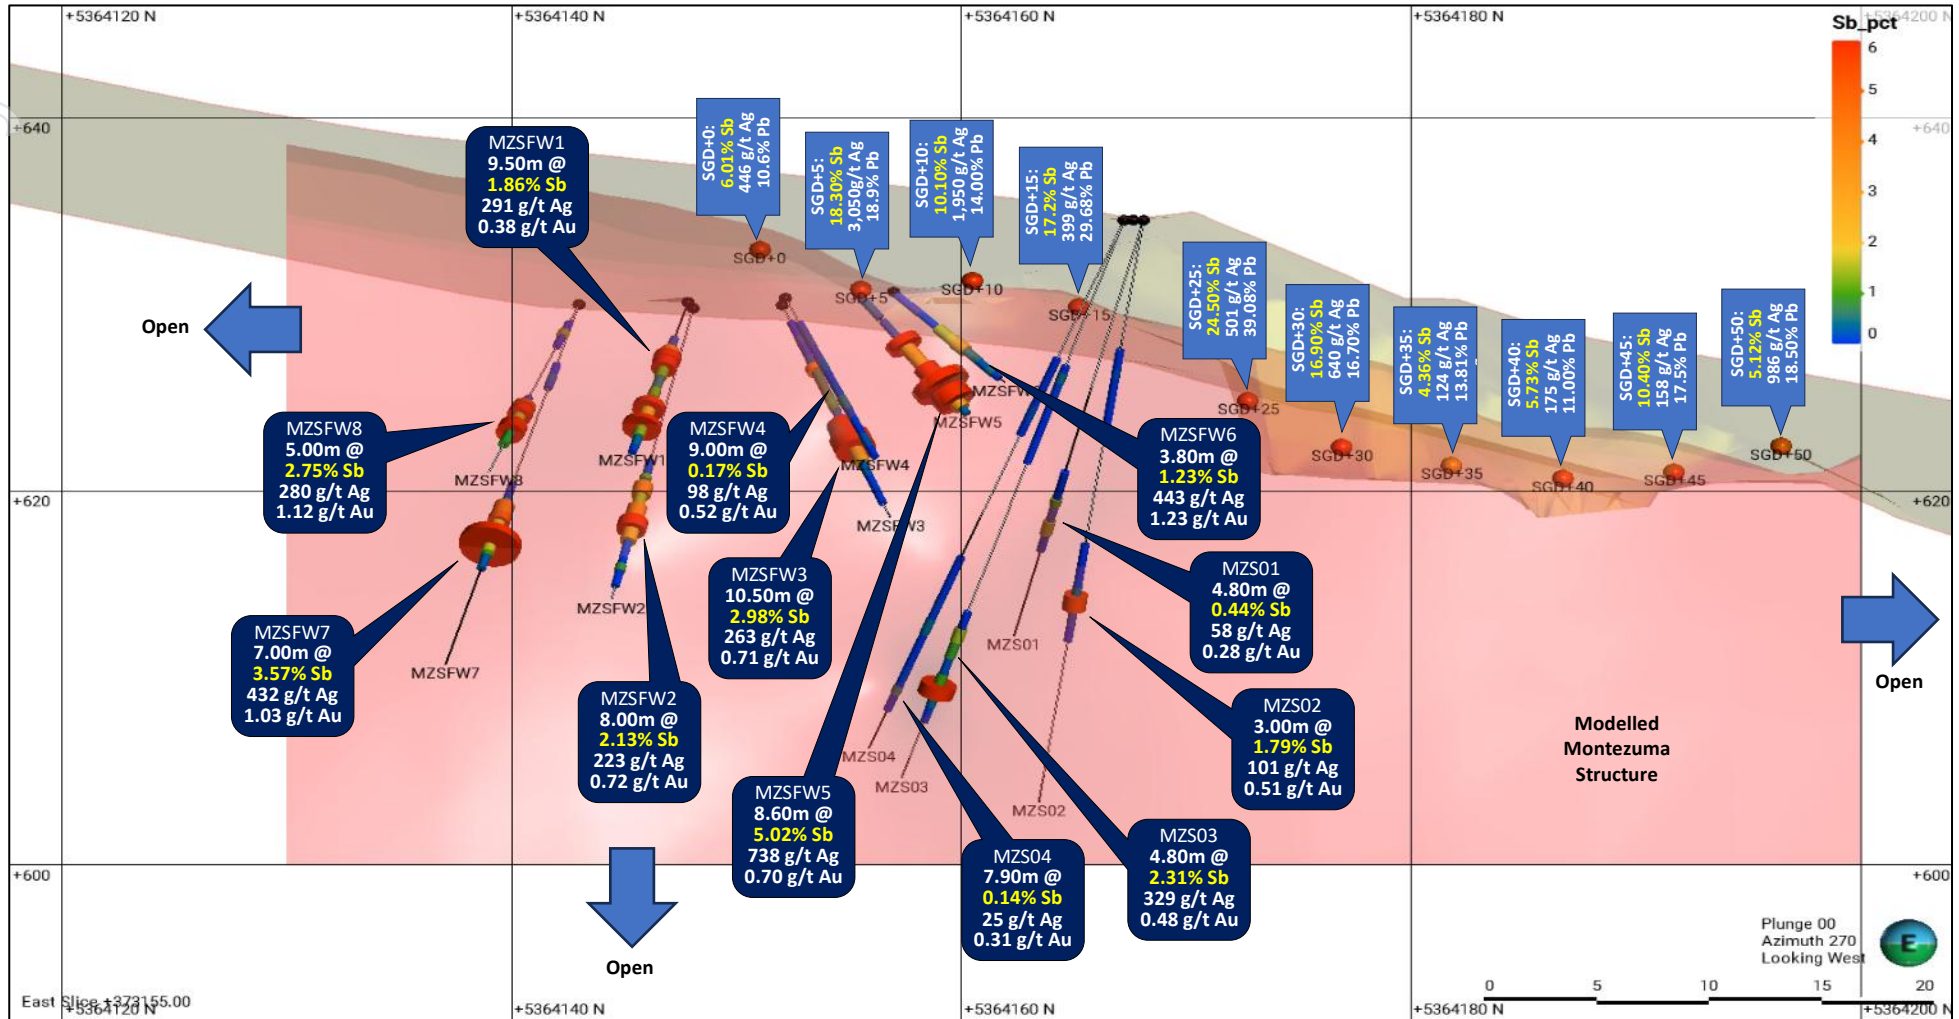 +5364120 N
+5364140 N
+5364160 N
+5364180 N
+5364200 N
Sb_pct
6
5
4
3
2
1
0
+640
+640
+620
+620
+600
+600
MZSFW1
9.50m @
1.86% Sb
291 g/t Ag
0.38 g/t Au
SGD+0:
6.01% Sb
446 g/t Ag
10.6% Pb
SGD+5:
18.30% Sb
3,050g/t Ag
18.9% Pb
SGD+10:
10.10% Sb
1,950 g/t Ag
14.00% Pb
SGD+15:
17.2% Sb
399 g/t Ag
29.68% Pb
SGD+25:
24.50% Sb
501 g/t Ag
39.08% Pb
SGD+30:
16.90% Sb
640 g/t Ag
16.70% Pb
SGD+35:
4.36% Sb
124 g/t Ag
13.81% Pb
SGD+40:
5.73% Sb
175 g/t Ag
11.00% Pb
SGD+45:
10.40% Sb
158 g/t Ag
17.5% Pb
SGD+50:
5.12% Sb
986 g/t Ag
18.50% Pb
SGD+0
SGD+5
SGD+10
SGD+15
SGD+25
SGD+30
SGD+35
SGD+40
SGD+45
SGD+50
Open
MZSFW8
5.00m @
2.75% Sb
280 g/t Ag
1.12 g/t Au
MZSFW4
9.00m @
0.17% Sb
98 g/t Ag
0.52 g/t Au
MZSFW6
3.80m @
1.23% Sb
443 g/t Ag
1.23 g/t Au
MZSFW8
MZSFW1
MZSFW4
MZSFW5
MZSFW3
MZSFW2
MZSFW7
MZS01
MZS04
MZS03
MZS02
MZSFW7
7.00m @
3.57% Sb
432 g/t Ag
1.03 g/t Au
MZSFW3
10.50m @
2.98% Sb
263 g/t Ag
0.71 g/t Au
MZS01
4.80m @
0.44% Sb
58 g/t Ag
0.28 g/t Au
MZSFW2
8.00m @
2.13% Sb
223 g/t Ag
0.72 g/t Au
MZS02
3.00m @
1.79% Sb
101 g/t Ag
0.51 g/t Au
Modelled
Montezuma
Structure
Open
MZSFW5
8.60m @
5.02% Sb
738 g/t Ag
0.70 g/t Au
MZS04
7.90m @
0.14% Sb
25 g/t Ag
0.31 g/t Au
MZS03
4.80m @
2.31% Sb
329 g/t Ag
0.48 g/t Au
Open
Plunge 00
Azimuth 270
Looking West
E
0 5 10 15 20
East Slice +373155.00
+5364120 N
+5364140 N
+5364160 N
+5364180 N
+5364200 N